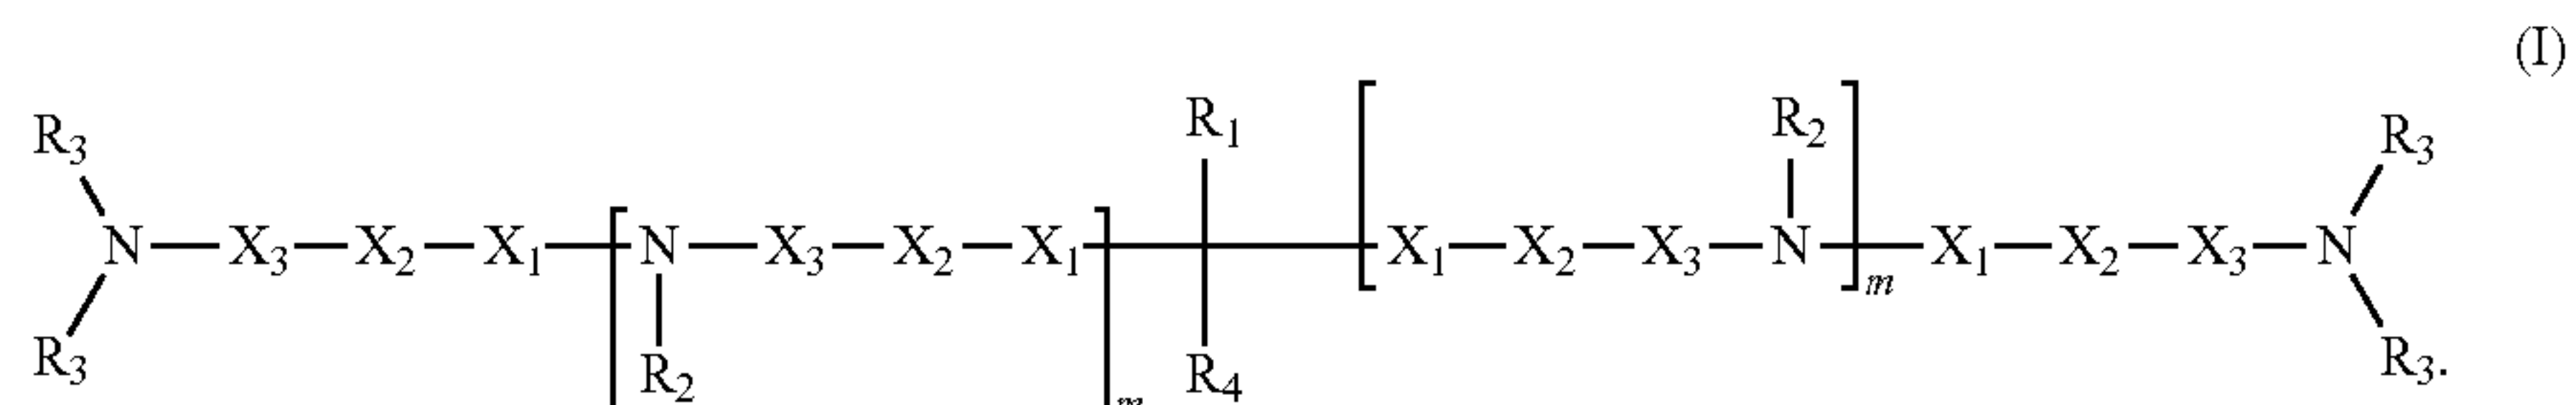 (I)
R₃ R₁ R₂ R₃
N—X₃—X₂—X₁—[N—X₃—X₂—X₁]—[X₁—X₂—X₃—N]—X₁—X₂—X₃—N
m
R₃ R₂ R₄ R₃.
m